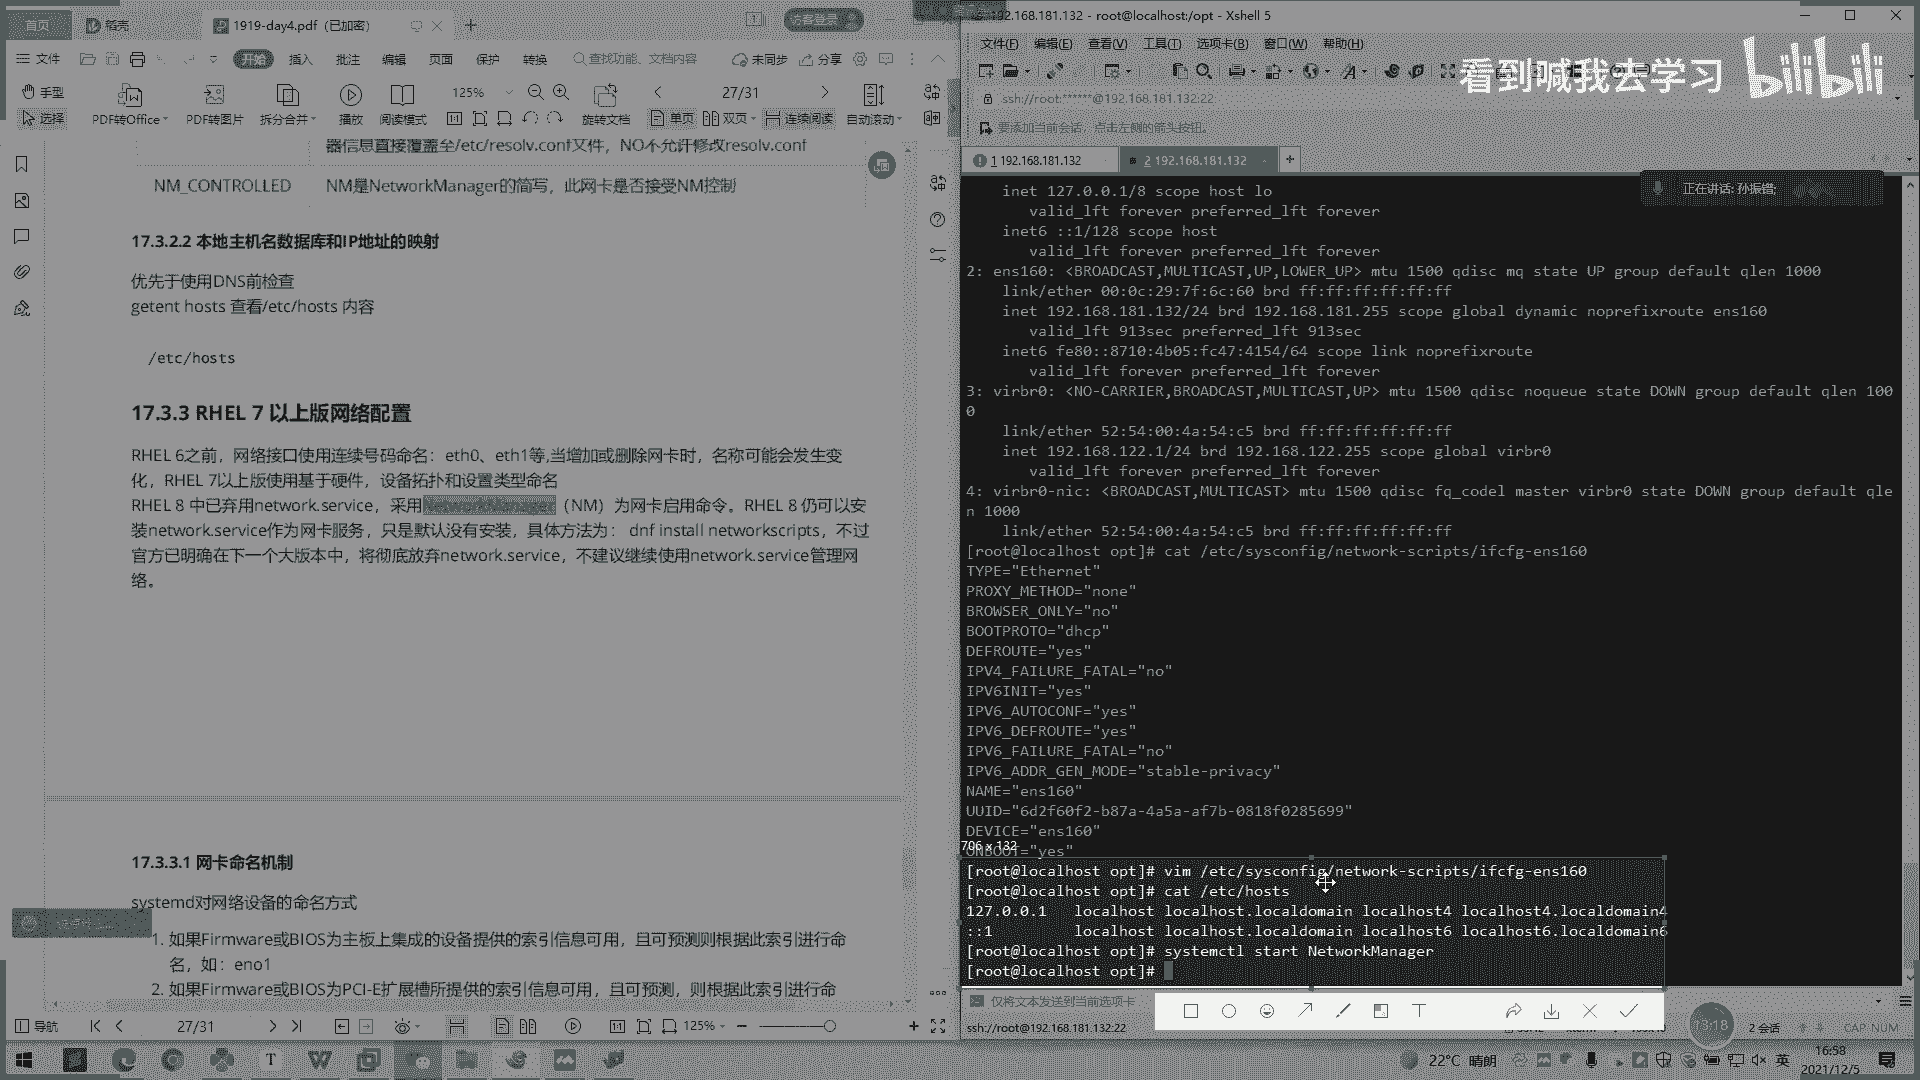 首页
稻壳
1919-day4.pdf（已加密）
访客登录
文件
开始
插入
批注
编辑
页面
保护
转换
查找功能、文档内容
未同步
分享
手型
选择
PDF转Office
PDF转图片
拆分合并
播放
阅读模式
125%
旋转文档
27/31
单页
双页
连续阅读
自动滚动
器信息直接覆盖至/etc/resolv.conf文件，NO不允许修改resolv.conf
NM_CONTROLLED
NM是NetworkManager的简写，此网卡是否接受NM控制
17.3.2.2 本地主机名数据库和IP地址的映射
优先于使用DNS前检查
getent hosts 查看/etc/hosts 内容
/etc/hosts
17.3.3 RHEL 7 以上版网络配置
RHEL 6之前，网络接口使用连续号码命名：eth0、eth1等,当增加或删除网卡时，名称可能会发生变
化，RHEL 7以上版使用基于硬件，设备拓扑和设置类型命名
RHEL 8 中已弃用network.service，采用NetworkManager（NM）为网卡启用命令。RHEL 8 仍可以安
装network.service作为网卡服务，只是默认没有安装，具体方法为： dnf install networkscripts，不过
官方已明确在下一个大版本中，将彻底放弃network.service，不建议继续使用network.service管理网
络。
17.3.3.1 网卡命名机制
systemd对网络设备的命名方式
1. 如果Firmware或BIOS为主板上集成的设备提供的索引信息可用，且可预测则根据此索引进行命
名，如：eno1
2. 如果Firmware或BIOS为PCI-E扩展槽所提供的索引信息可用，且可预测，则根据此索引进行命
导航
27/31
125%
192.168.181.132 - root@localhost:/opt - Xshell 5
文件(F)
编辑(E)
查看(V)
工具(T)
选项卡(B)
窗口(W)
帮助(H)
看到喊我去学习
bilibili
ssh://root:******@192.168.181.132:22
要添加当前会话，点击左侧的箭头按钮。
1 192.168.181.132
2 192.168.181.132
正在讲话: 孙振锴;
inet 127.0.0.1/8 scope host lo
valid_lft forever preferred_lft forever
inet6 ::1/128 scope host
valid_lft forever preferred_lft forever
2: ens160: <BROADCAST,MULTICAST,UP,LOWER_UP> mtu 1500 qdisc mq state UP group default qlen 1000
link/ether 00:0c:29:7f:6c:60 brd ff:ff:ff:ff:ff:ff
inet 192.168.181.132/24 brd 192.168.181.255 scope global dynamic noprefixroute ens160
valid_lft 913sec preferred_lft 913sec
inet6 fe80::8710:4b05:fc47:4154/64 scope link noprefixroute
valid_lft forever preferred_lft forever
3: virbr0: <NO-CARRIER,BROADCAST,MULTICAST,UP> mtu 1500 qdisc noqueue state DOWN group default qlen 100
0
link/ether 52:54:00:4a:54:c5 brd ff:ff:ff:ff:ff:ff
inet 192.168.122.1/24 brd 192.168.122.255 scope global virbr0
valid_lft forever preferred_lft forever
4: virbr0-nic: <BROADCAST,MULTICAST> mtu 1500 qdisc fq_codel master virbr0 state DOWN group default qle
n 1000
link/ether 52:54:00:4a:54:c5 brd ff:ff:ff:ff:ff:ff
[root@localhost opt]# cat /etc/sysconfig/network-scripts/ifcfg-ens160
TYPE="Ethernet"
PROXY_METHOD="none"
BROWSER_ONLY="no"
BOOTPROTO="dhcp"
DEFROUTE="yes"
IPV4_FAILURE_FATAL="no"
IPV6INIT="yes"
IPV6_AUTOCONF="yes"
IPV6_DEFROUTE="yes"
IPV6_FAILURE_FATAL="no"
IPV6_ADDR_GEN_MODE="stable-privacy"
NAME="ens160"
UUID="6d2f60f2-b87a-4a5a-af7b-0818f0285699"
DEVICE="ens160"
706 x 132
ONBOOT="yes"
[root@localhost opt]# vim /etc/sysconfig/network-scripts/ifcfg-ens160
[root@localhost opt]# cat /etc/hosts
127.0.0.1   localhost localhost.localdomain localhost4 localhost4.localdomain4
::1         localhost localhost.localdomain localhost6 localhost6.localdomain6
[root@localhost opt]# systemctl start NetworkManager
[root@localhost opt]#
仅将文本发送到当前选项卡
ssh://root@192.168.181.132:22
13:18
2 会话
CAP NUM
22°C 晴朗
英
16:58
2021/12/5